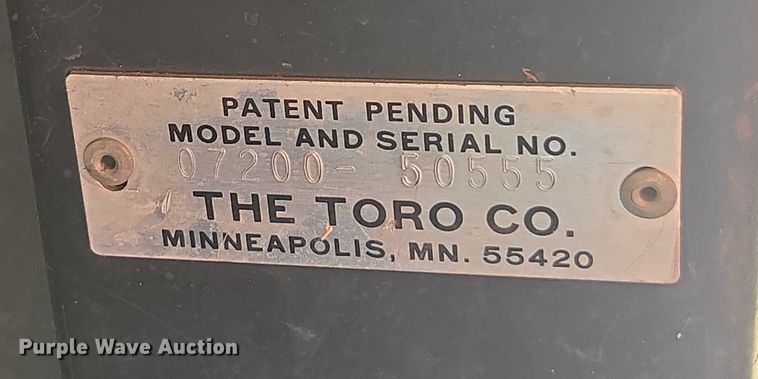 PATENT PENDING
MODEL AND SERIAL NO.
07200- 50555
THE TORO CO.
MINNEAPOLIS, MN. 55420
Purple Wave Auction